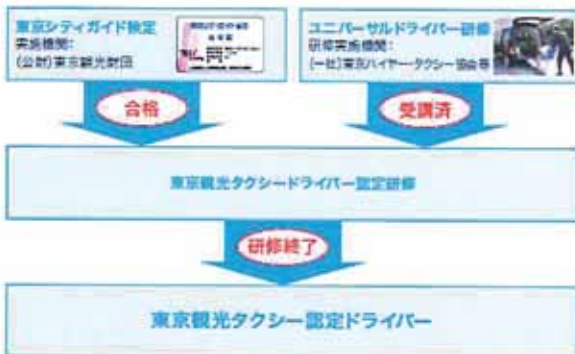 東京シティガイド検定
実施機関:
(公財)東京観光財団
合格
ユニバーサルドライバー研修
研修実施機関:
(一社)東京ハイヤー・タクシー協会等
受講済
東京観光タクシードライバー認定研修
研修終了
東京観光タクシー認定ドライバー